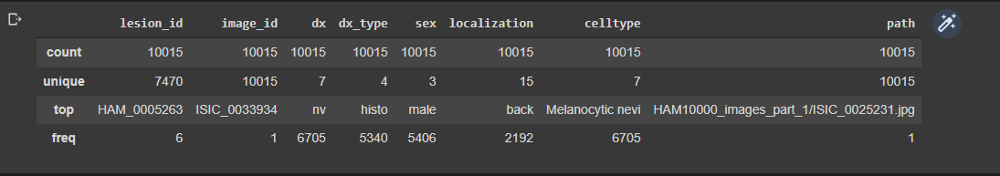 lesion_id image_id dx dx_type sex localization celltype path
count 10015 10015 10015 10015 10015 10015 10015 10015
unique 7470 10015 7 4 3 15 7 10015
top HAM_0005263 ISIC_0033934 nv histo male back Melanocytic nevi HAM10000_images_part_1/ISIC_0025231.jpg
freq 6 1 6705 5340 5406 2192 6705 1